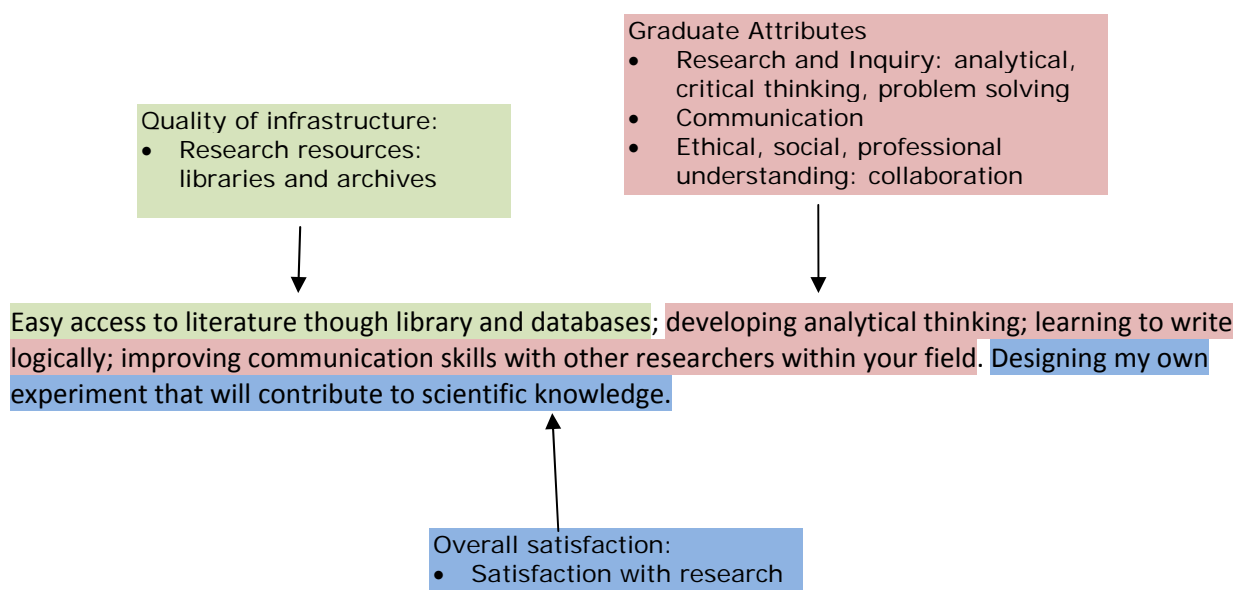 Graduate Attributes
• Research and Inquiry: analytical,
critical thinking, problem solving
• Communication
• Ethical, social, professional
understanding: collaboration
Quality of infrastructure:
• Research resources:
libraries and archives
Easy access to literature though library and databases; developing analytical thinking; learning to write
logically; improving communication skills with other researchers within your field. Designing my own
experiment that will contribute to scientific knowledge.
Overall satisfaction:
• Satisfaction with research